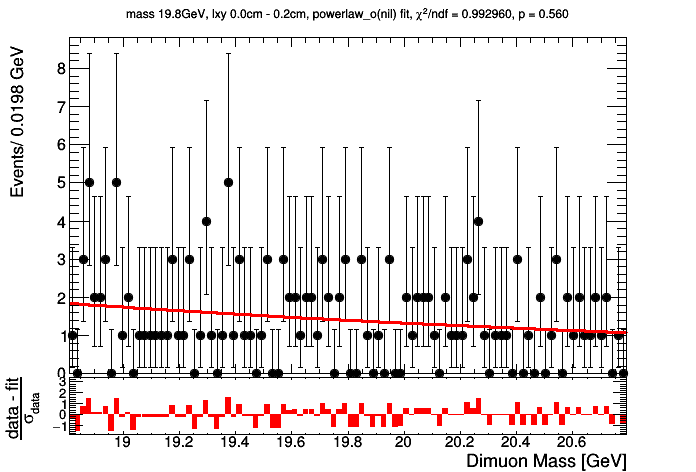 mass 19.8GeV, lxy 0.0cm - 0.2cm, powerlaw_o(nil) fit, χ²/ndf = 0.992960, p = 0.560
Events/ 0.0198 GeV
8
7
6
5
4
3
2
1
0
data - fit
σdata
3
2
1
0
−1
19 19.2 19.4 19.6 19.8 20 20.2 20.4 20.6
Dimuon Mass [GeV]